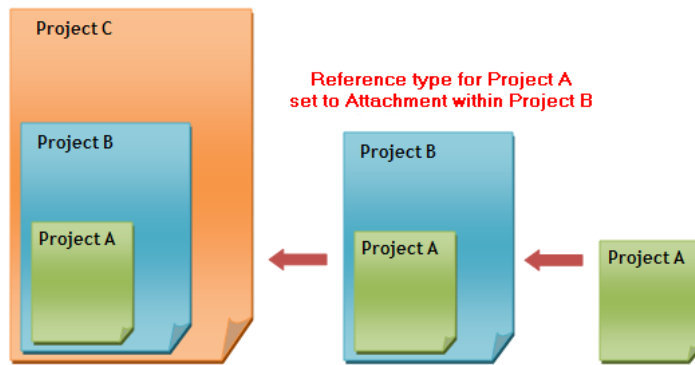 Project C
Project B
Project A
Reference type for Project A
set to Attachment within Project B
Project B
Project A
Project A